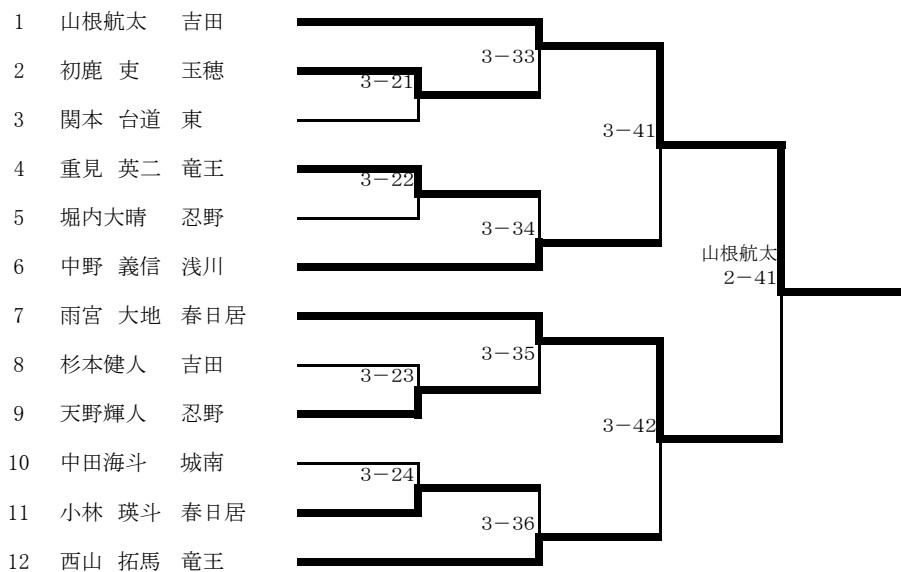 1 山根航太 吉田
3－33
2 初鹿 吏 玉穂
3－21
3 関本 台道 東
3－41
4 重見 英二 竜王
3－22
5 堀内大晴 忍野
3－34
6 中野 義信 浅川
山根航太
2－41
7 雨宮 大地 春日居
3－35
8 杉本健人 吉田
3－23
9 天野輝人 忍野
3－42
10 中田海斗 城南
3－24
11 小林 瑛斗 春日居
3－36
12 西山 拓馬 竜王